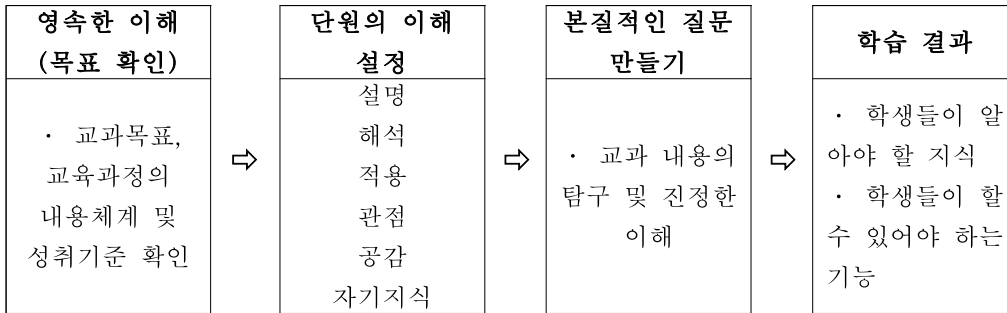 영속한 이해
(목표 확인)
· 교과목표,
교육과정의
내용체계 및
성취기준 확인
⇨
단원의 이해
설정
설명
해석
적용
관점
공감
자기지식
⇨
본질적인 질문
만들기
· 교과 내용의
탐구 및 진정한
이해
⇨
학습 결과
· 학생들이 알
아야 할 지식
· 학생들이 할
수 있어야 하는
기능